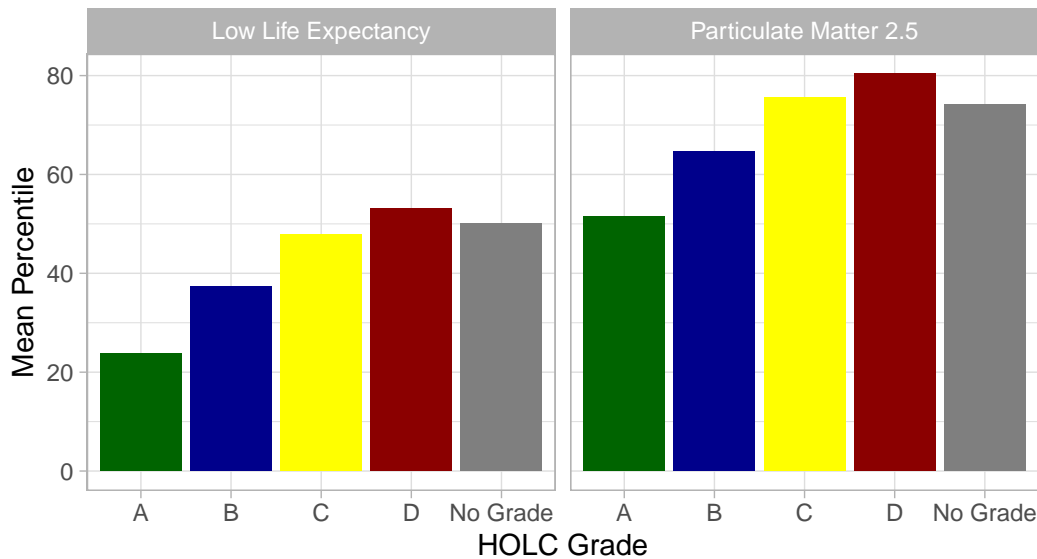 Low Life Expectancy
Particulate Matter 2.5
Mean Percentile
80
60
40
20
0
A B C D No Grade
A B C D No Grade
HOLC Grade